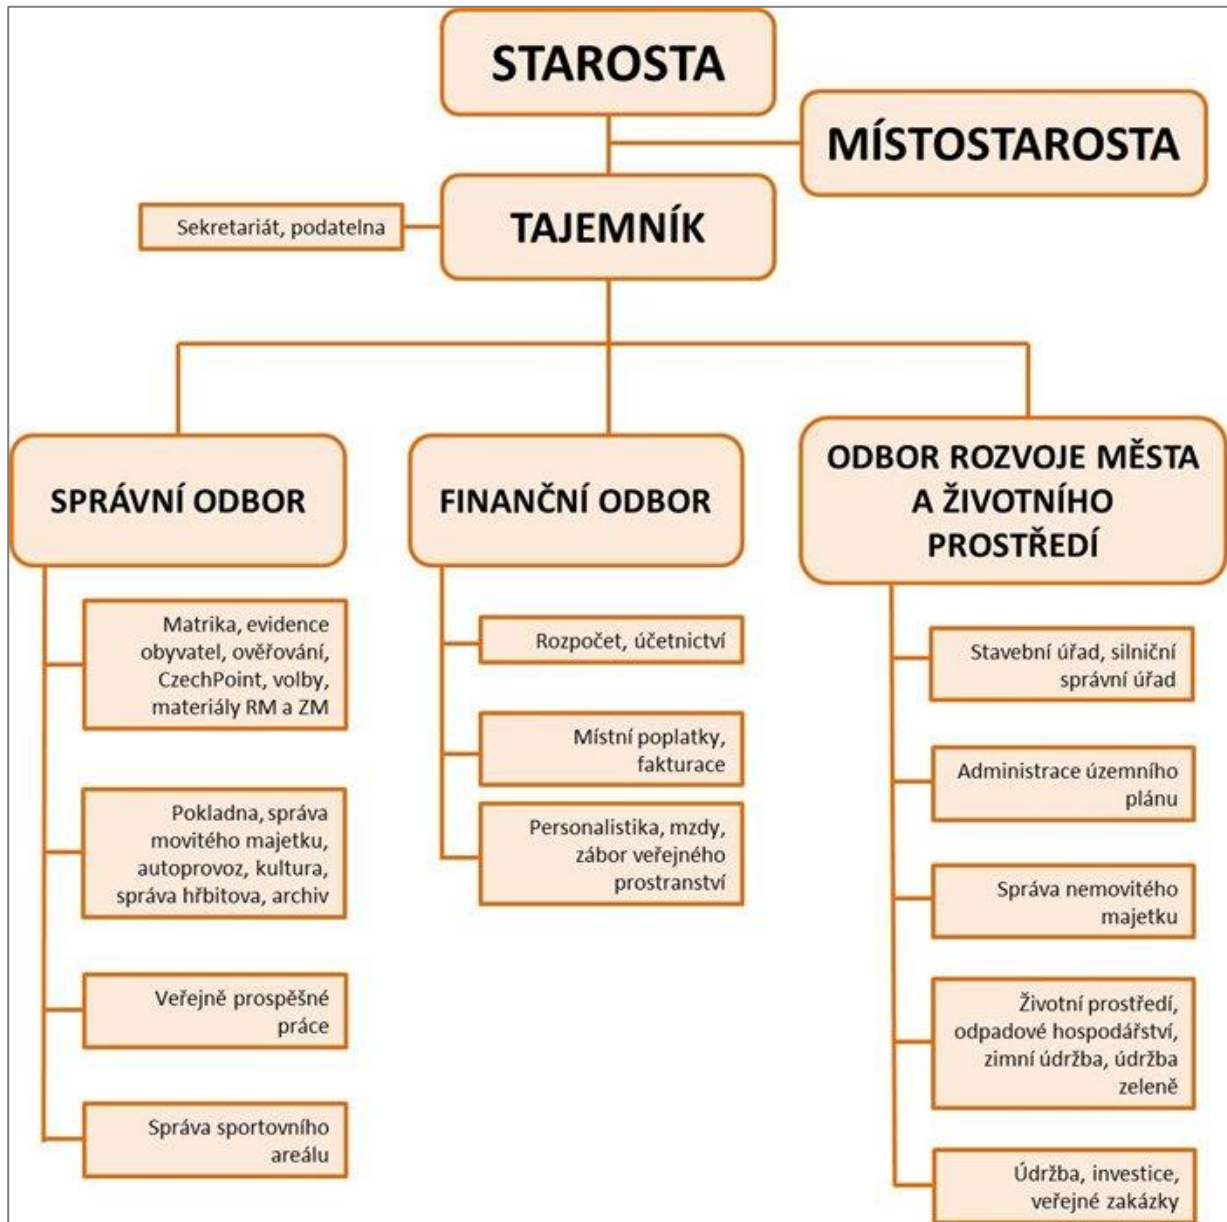 STAROSTA
MÍSTOSTAROSTA
TAJEMNÍK
Sekretariát, podatelna
SPRÁVNÍ ODBOR
Matrika, evidence
obyvatel, ověřování,
CzechPoint, volby,
materiály RM a ZM
Pokladna, správa
movitého majetku,
autoprovoz, kultura,
správa hřbitova, archiv
Veřejně prospěšné
práce
Správa sportovního
areálu
FINANČNÍ ODBOR
Rozpočet, účetnictví
Místní poplatky,
fakturace
Personalistika, mzdy,
zábor veřejného
prostranství
ODBOR ROZVOJE MĚSTA
A ŽIVOTNÍHO
PROSTŘEDÍ
Stavební úřad, silniční
správní úřad
Administrace územního
plánu
Správa nemovitého
majetku
Životní prostředí,
odpadové hospodářství,
zimní údržba, údržba
zeleně
Údržba, investice,
veřejné zakázky